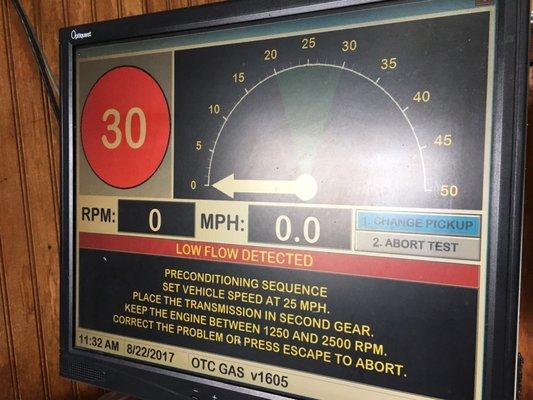 Optiquest
30
0
5
10
15
20
25
30
35
40
45
50
RPM: 0 MPH: 0.0
1. CHANGE PICKUP
2. ABORT TEST
LOW FLOW DETECTED
PRECONDITIONING SEQUENCE
SET VEHICLE SPEED AT 25 MPH.
PLACE THE TRANSMISSION IN SECOND GEAR.
KEEP THE ENGINE BETWEEN 1250 AND 2500 RPM.
CORRECT THE PROBLEM OR PRESS ESCAPE TO ABORT.
11:32 AM 8/22/2017 OTC GAS v1605